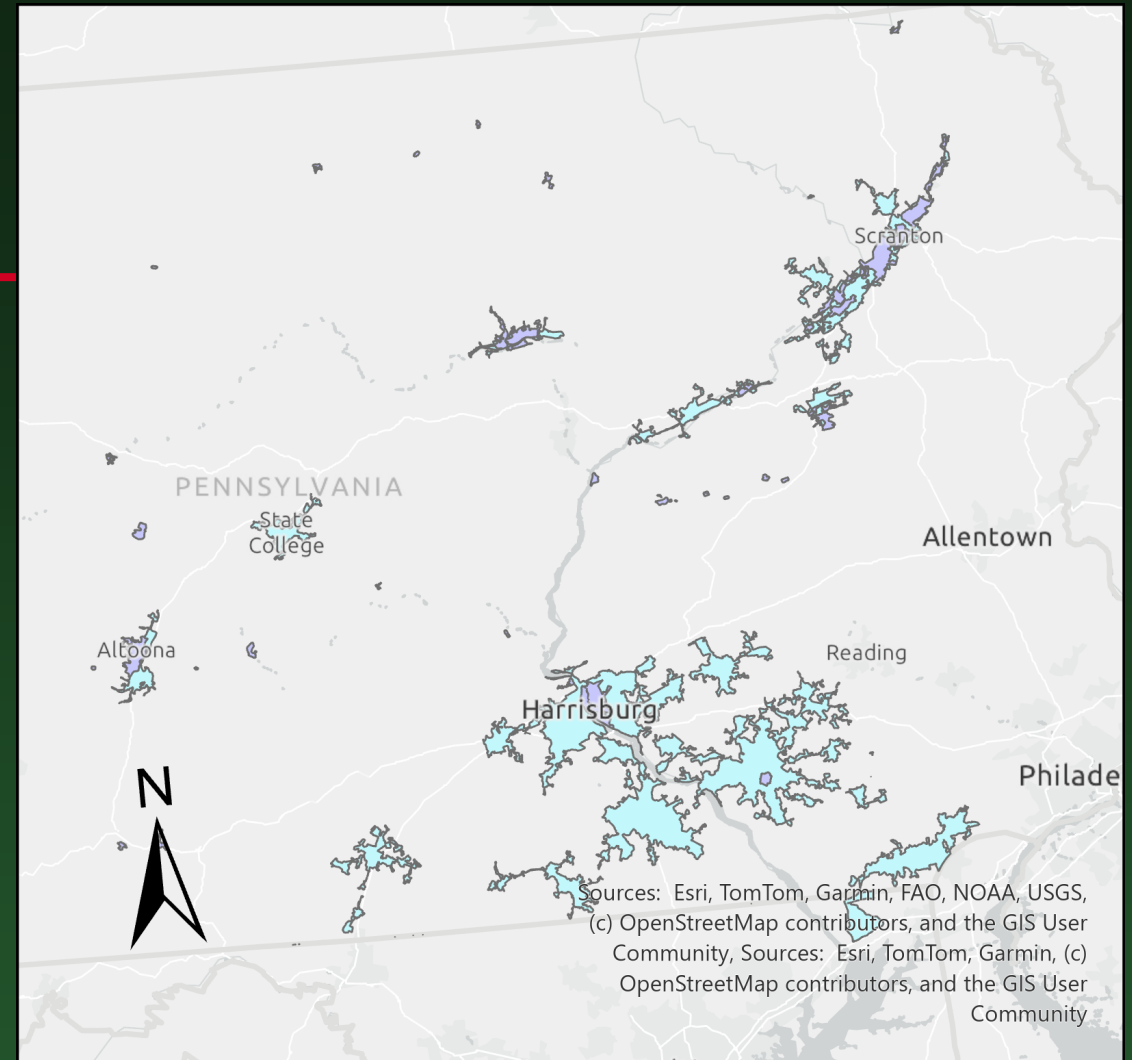 Scranton
PENNSYLVANIA
State
College
Allentown
Altoona
Reading
Harrisburg
N
Philade
Sources: Esri, TomTom, Garmin, FAO, NOAA, USGS,
(c) OpenStreetMap contributors, and the GIS User
Community, Sources: Esri, TomTom, Garmin, (c)
OpenStreetMap contributors, and the GIS User
Community